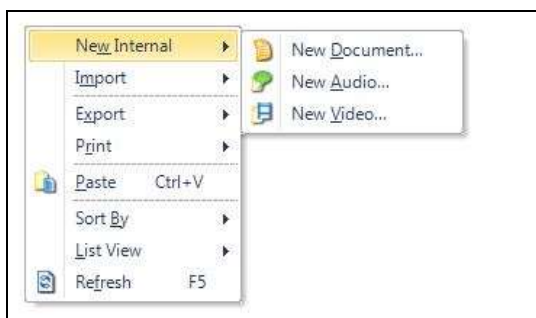 New Internal
Import
Export
Print
Paste Ctrl+V
Sort By
List View
Refresh F5
New Document...
New Audio...
New Video...